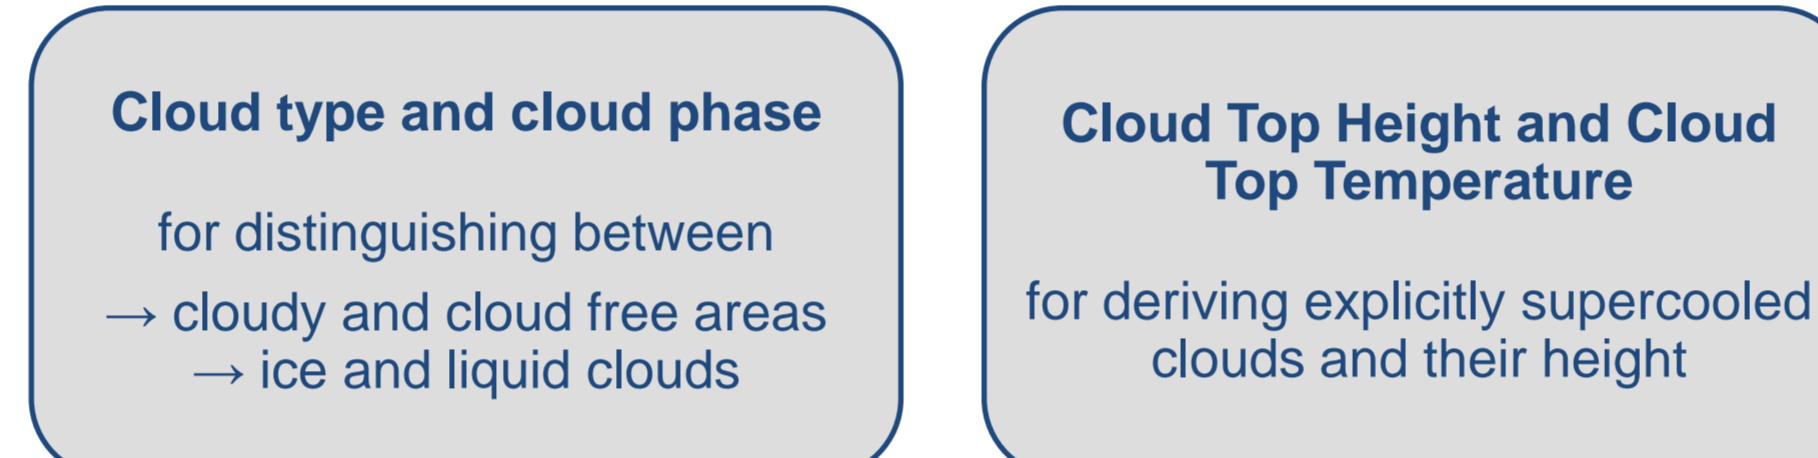 Cloud type and cloud phase
for distinguishing between
→ cloudy and cloud free areas
→ ice and liquid clouds
Cloud Top Height and Cloud
Top Temperature
for deriving explicitly supercooled
clouds and their height